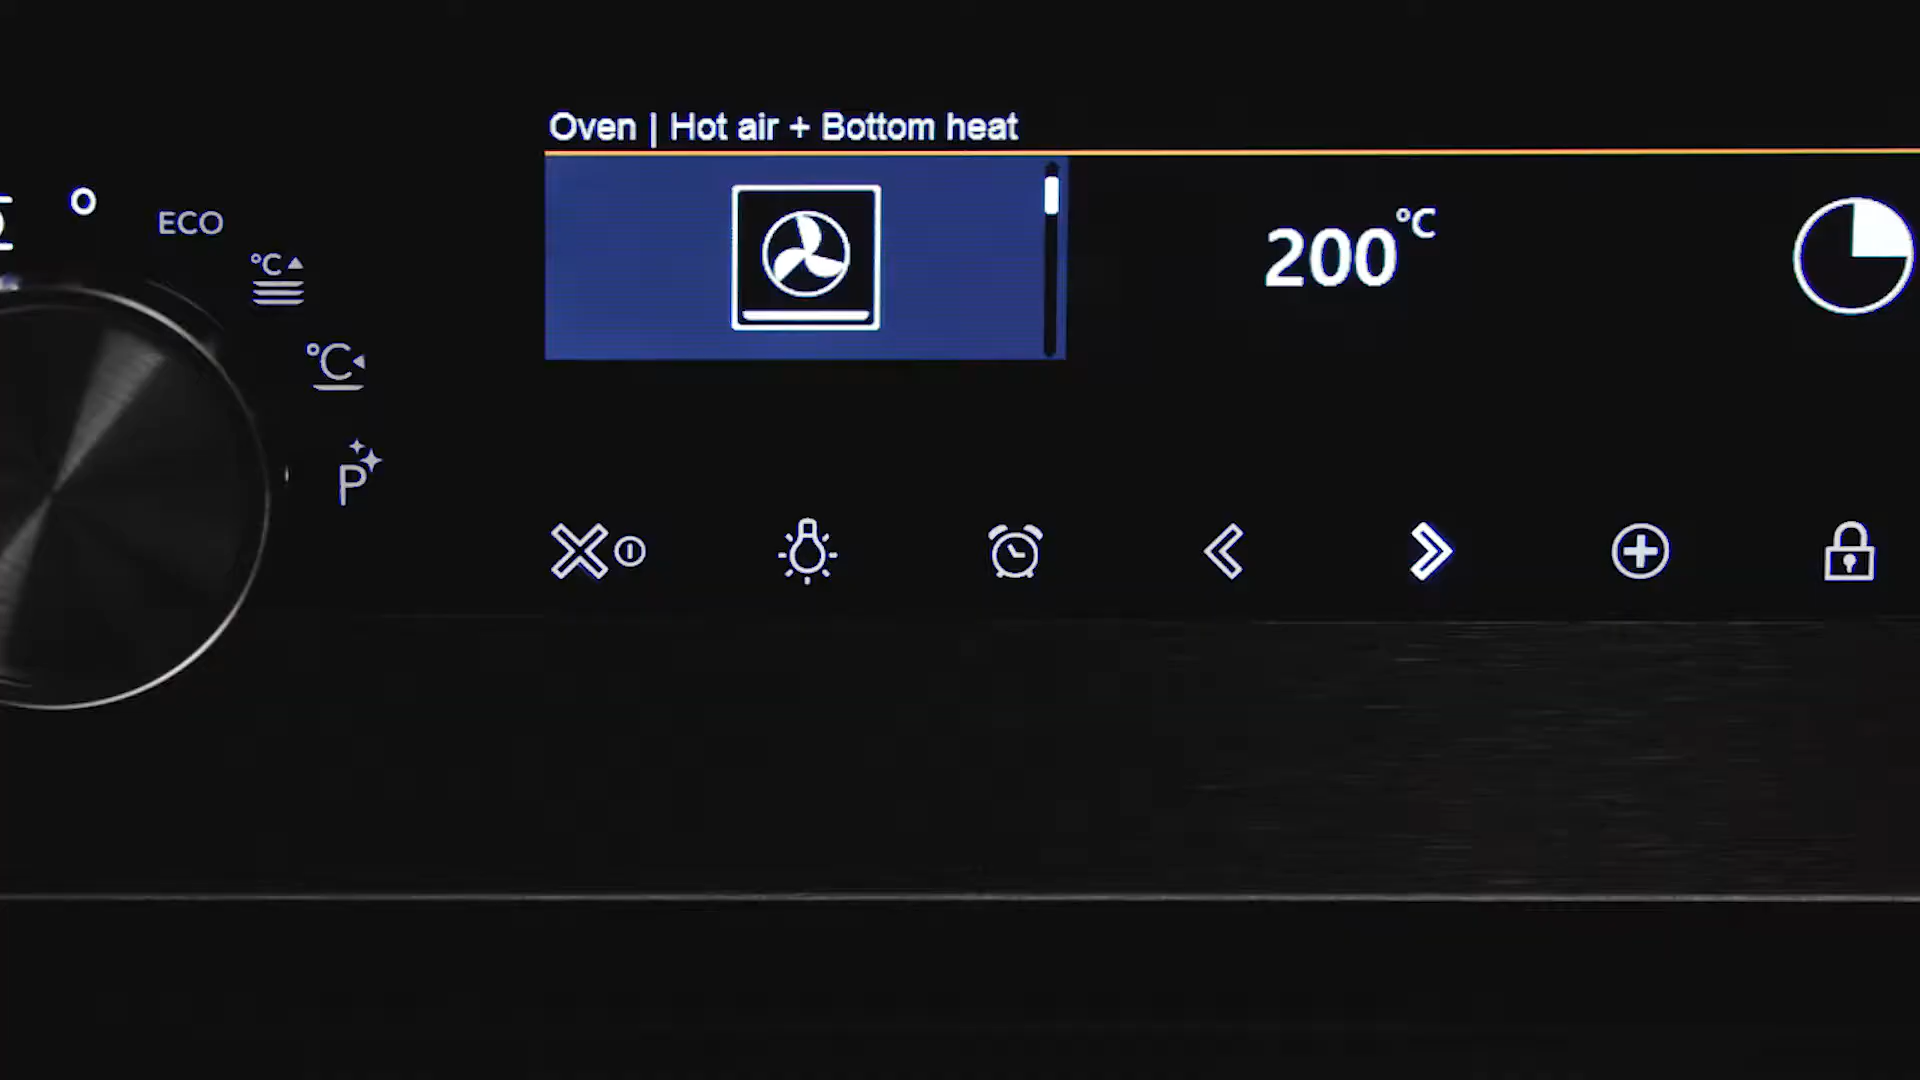 Oven | Hot air + Bottom heat
ECO
°C
200°C
°C
P